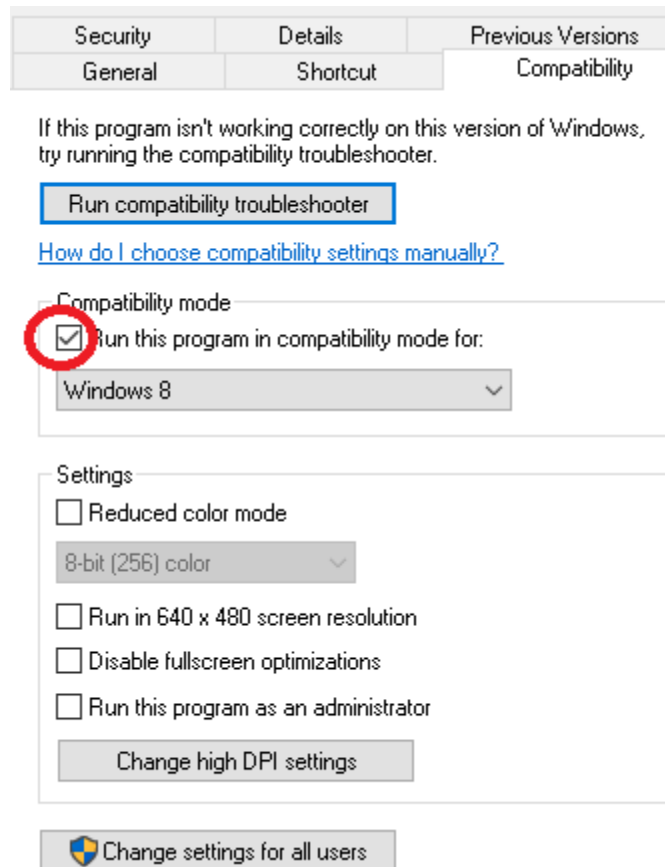 Security Details Previous Versions
General Shortcut Compatibility
If this program isn't working correctly on this version of Windows,
try running the compatibility troubleshooter.
Run compatibility troubleshooter
How do I choose compatibility settings manually?
Compatibility mode
Run this program in compatibility mode for:
Windows 8
Settings
Reduced color mode
8-bit (256) color
Run in 640 x 480 screen resolution
Disable fullscreen optimizations
Run this program as an administrator
Change high DPI settings
Change settings for all users